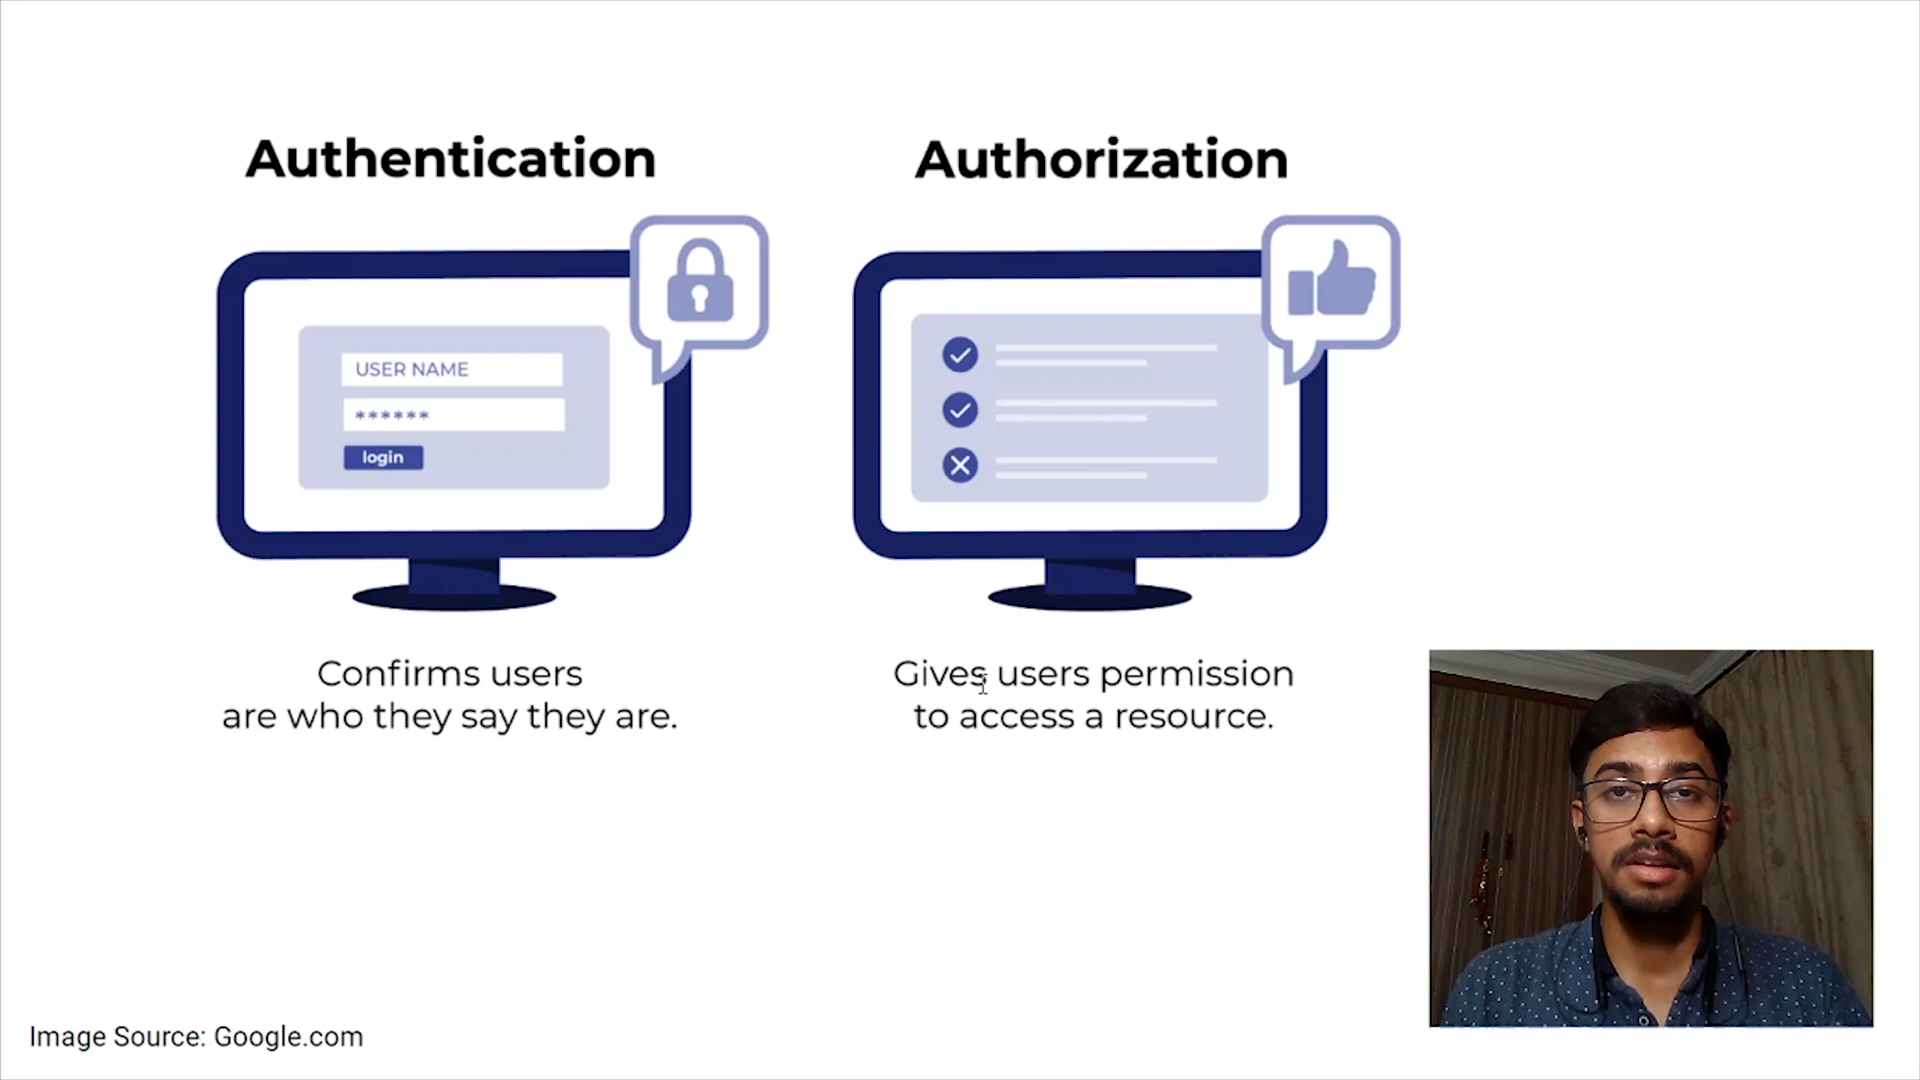 Authentication
USER NAME
******
login
Confirms users
are who they say they are.
Authorization
Gives users permission
to access a resource.
Image Source: Google.com